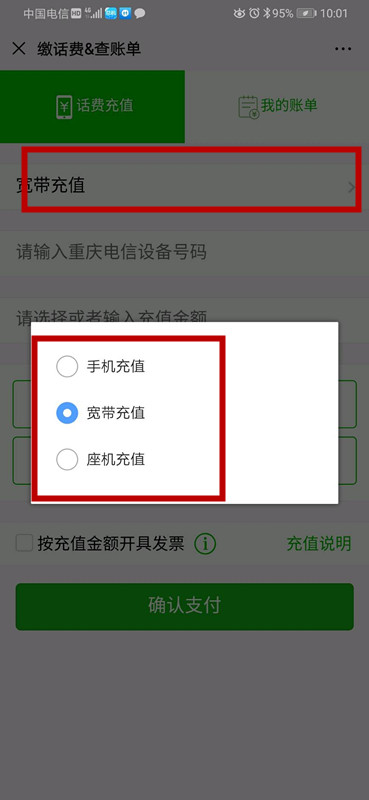 中国电信 HD 95% 10:01
缴话费&查账单
话费充值 我的账单
宽带充值
请输入重庆电信设备号码
请选择或者输入充值金额
手机充值
宽带充值
座机充值
按充值金额开具发票 充值说明
确认支付